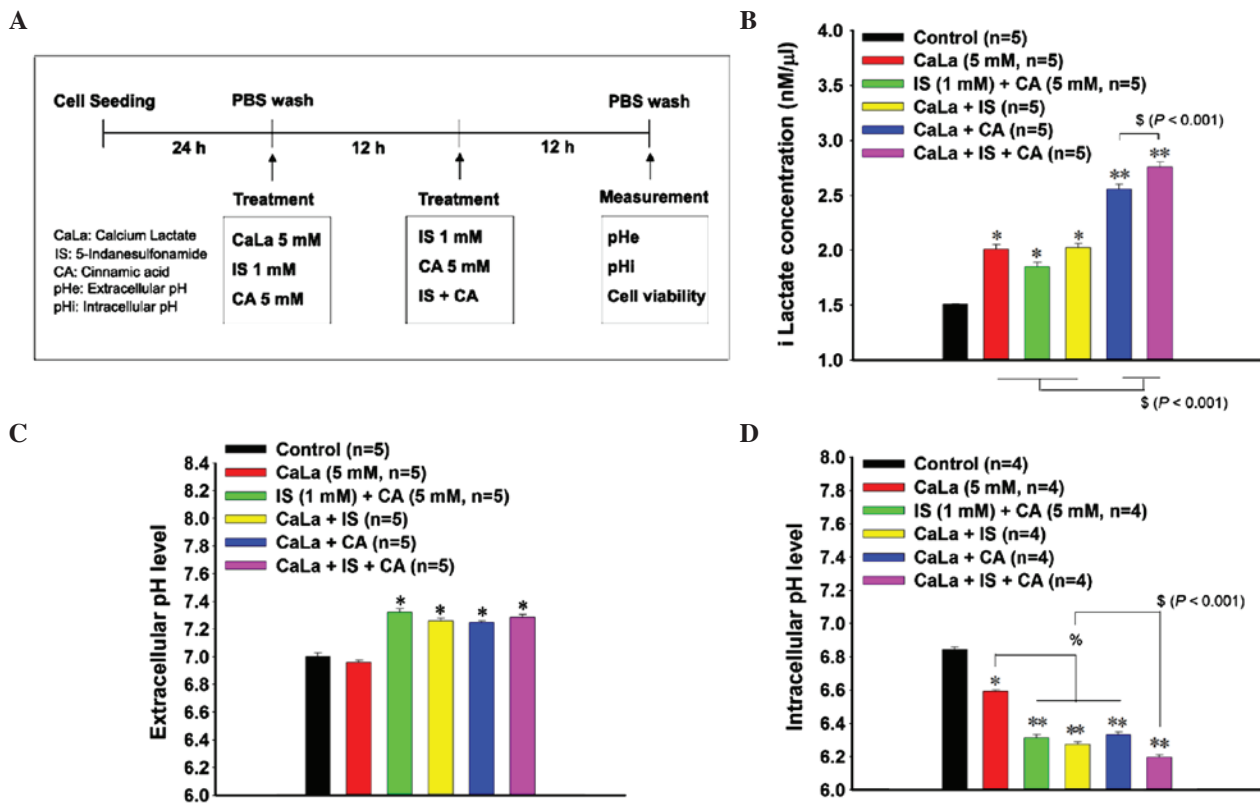 A
Cell Seeding
PBS wash
PBS wash
24 h
12 h
12 h
Treatment
Treatment
Measurement
CaLa: Calcium Lactate
IS: 5-Indanesulfonamide
CA: Cinnamic acid
pHe: Extracellular pH
pHi: Intracellular pH
CaLa 5 mM
IS 1 mM
CA 5 mM
IS 1 mM
CA 5 mM
IS + CA
pHe
pHi
Cell viability
B
i Lactate concentration (nM/μl)
4.0
3.5
3.0
2.5
2.0
1.5
1.0
Control (n=5)
CaLa (5 mM, n=5)
IS (1 mM) + CA (5 mM, n=5)
CaLa + IS (n=5)
CaLa + CA (n=5)
CaLa + IS + CA (n=5)
$ (P < 0.001)
*
*
*
**
**
$ (P < 0.001)
C
Extracellular pH level
8.4
8.2
8.0
7.8
7.6
7.4
7.2
7.0
6.8
6.6
6.4
6.2
6.0
Control (n=5)
CaLa (5 mM, n=5)
IS (1 mM) + CA (5 mM, n=5)
CaLa + IS (n=5)
CaLa + CA (n=5)
CaLa + IS + CA (n=5)
*
*
*
*
D
Intracellular pH level
8.0
7.8
7.6
7.4
7.2
7.0
6.8
6.6
6.4
6.2
6.0
Control (n=4)
CaLa (5 mM, n=4)
IS (1 mM) + CA (5 mM, n=4)
CaLa + IS (n=4)
CaLa + CA (n=4)
CaLa + IS + CA (n=4)
$ (P < 0.001)
%
*
**
**
**
**